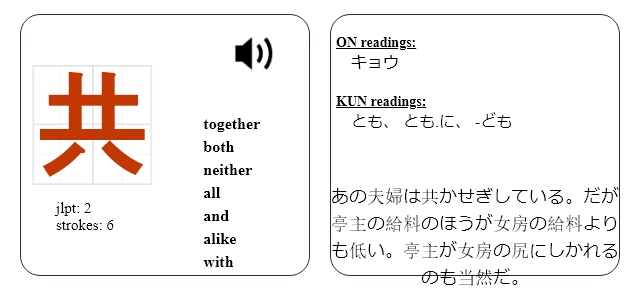 共
jlpt: 2
strokes: 6
together
both
neither
all
and
alike
with
ON readings:
キョウ
KUN readings:
とも、 とも.に、 -ども
あの夫婦は共かせぎしている。だが
亭主の給料のほうが女房の給料より
も低い。亭主が女房の尻にしかれる
のも当然だ。